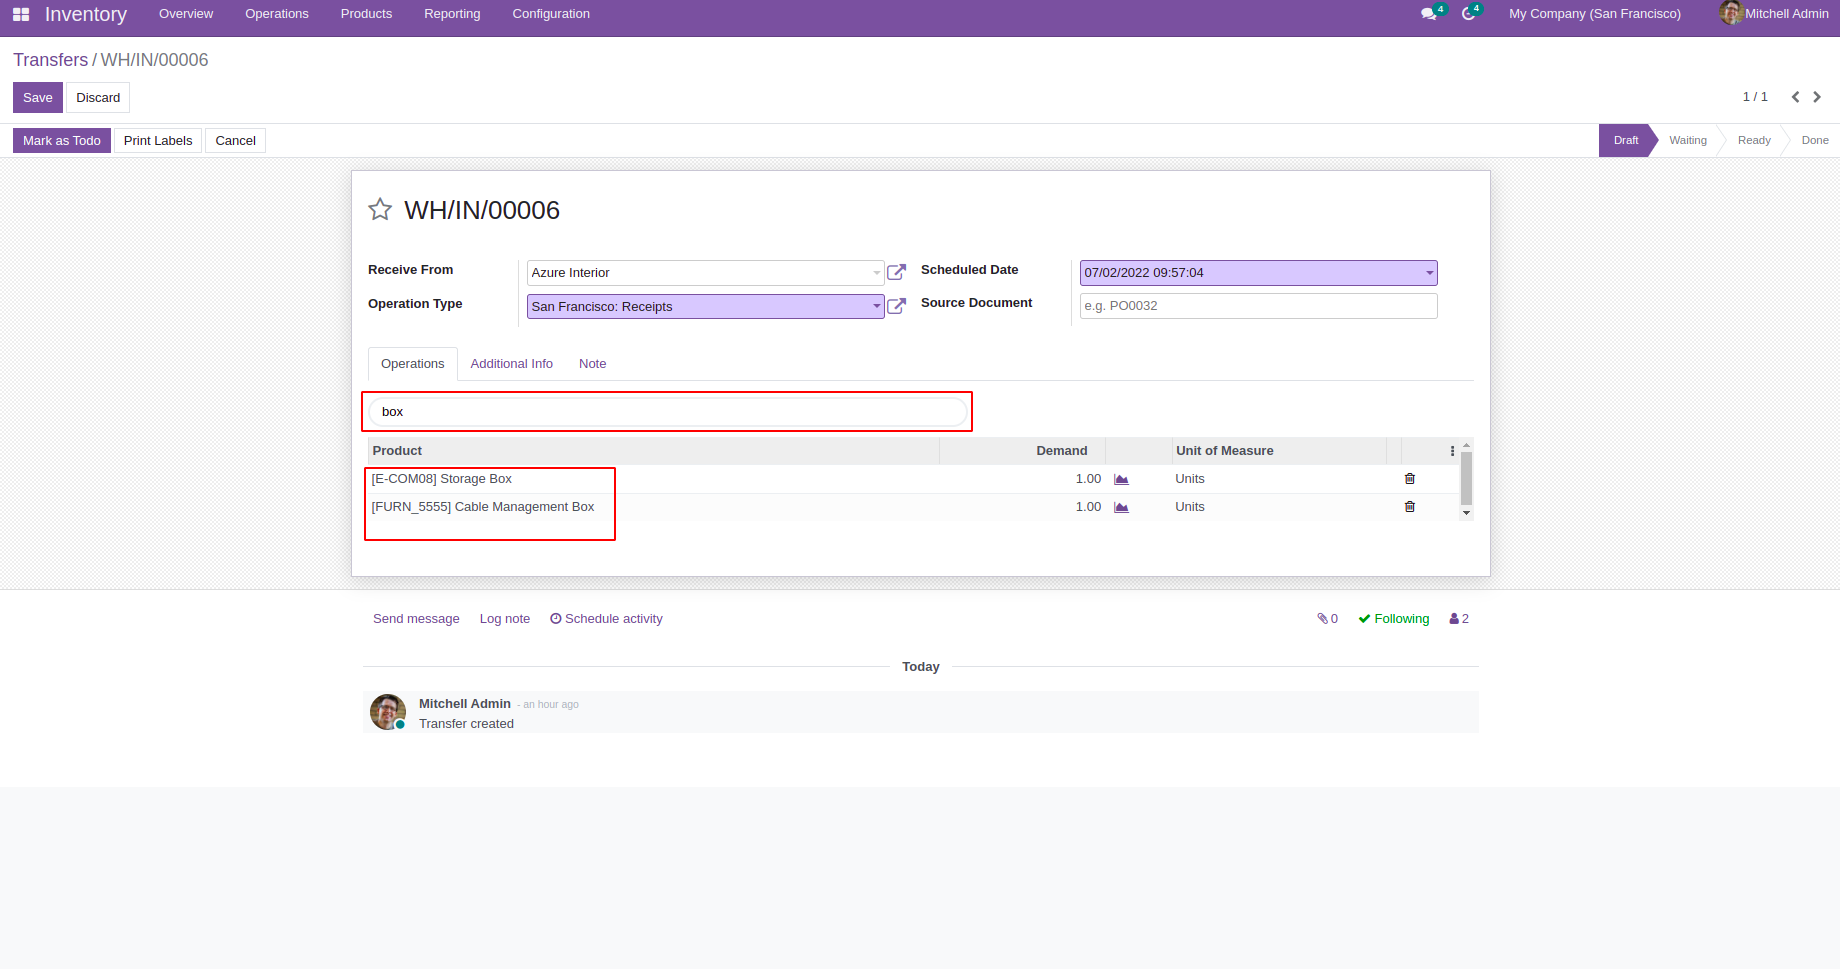 Inventory Overview Operations Products Reporting Configuration 4 4 My Company (San Francisco) Mitchell Admin
Transfers / WH/IN/00006
Save Discard 1 / 1
Mark as Todo Print Labels Cancel Draft Waiting Ready Done
WH/IN/00006
Receive From Azure Interior Scheduled Date 07/02/2022 09:57:04
Operation Type San Francisco: Receipts Source Document e.g. PO0032
Operations Additional Info Note
box
Product Demand Unit of Measure
[E-COM08] Storage Box 1.00 Units
[FURN_5555] Cable Management Box 1.00 Units
Send message Log note Schedule activity 0 Following 2
Today
Mitchell Admin - an hour ago
Transfer created